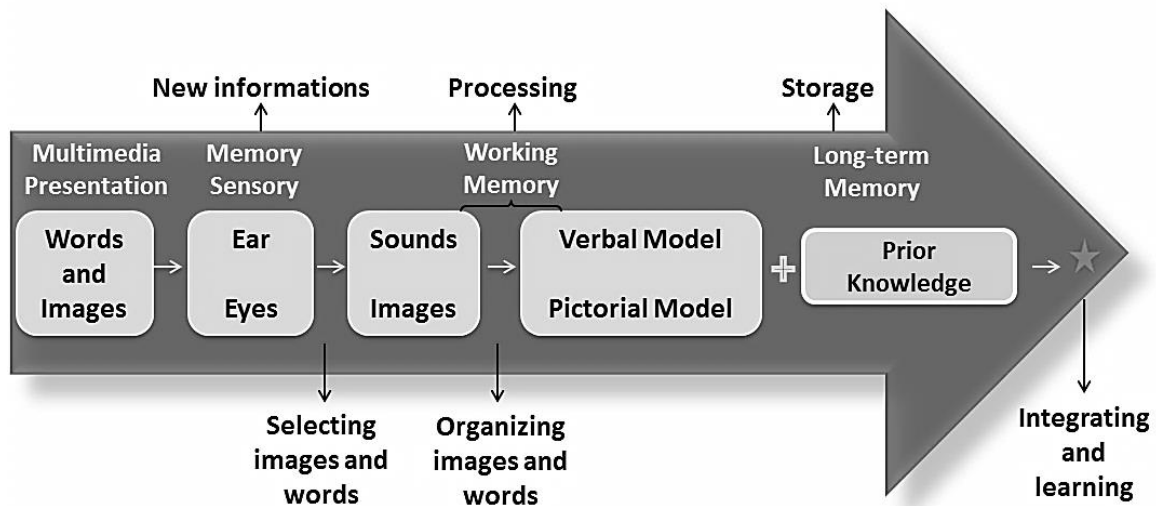 New informations
Processing
Storage
Multimedia
Presentation
Memory
Sensory
Working
Memory
Long-term
Memory
Words
and
Images
Ear
Eyes
Sounds
Images
Verbal Model
Pictorial Model
Prior
Knowledge
Selecting
images and
words
Organizing
images and
words
Integrating
and
learning